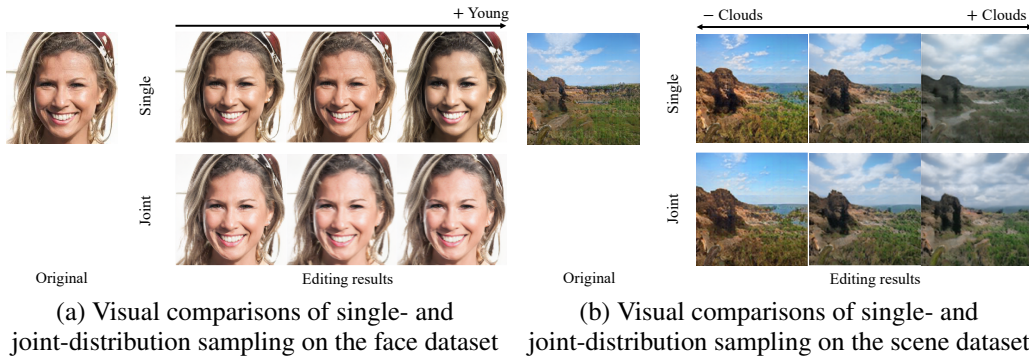 + Young
Single
Joint
Original
Editing results
(a) Visual comparisons of single- and
joint-distribution sampling on the face dataset
− Clouds
+ Clouds
Single
Joint
Original
Editing results
(b) Visual comparisons of single- and
joint-distribution sampling on the scene dataset